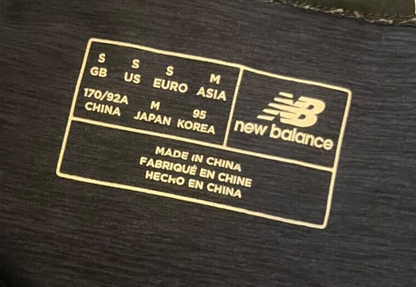 S S S M
GB US EURO ASIA
170/92A M 95
CHINA JAPAN KOREA
NB
new balance
MADE IN CHINA
FABRIQUÉ EN CHINE
HECHO EN CHINA